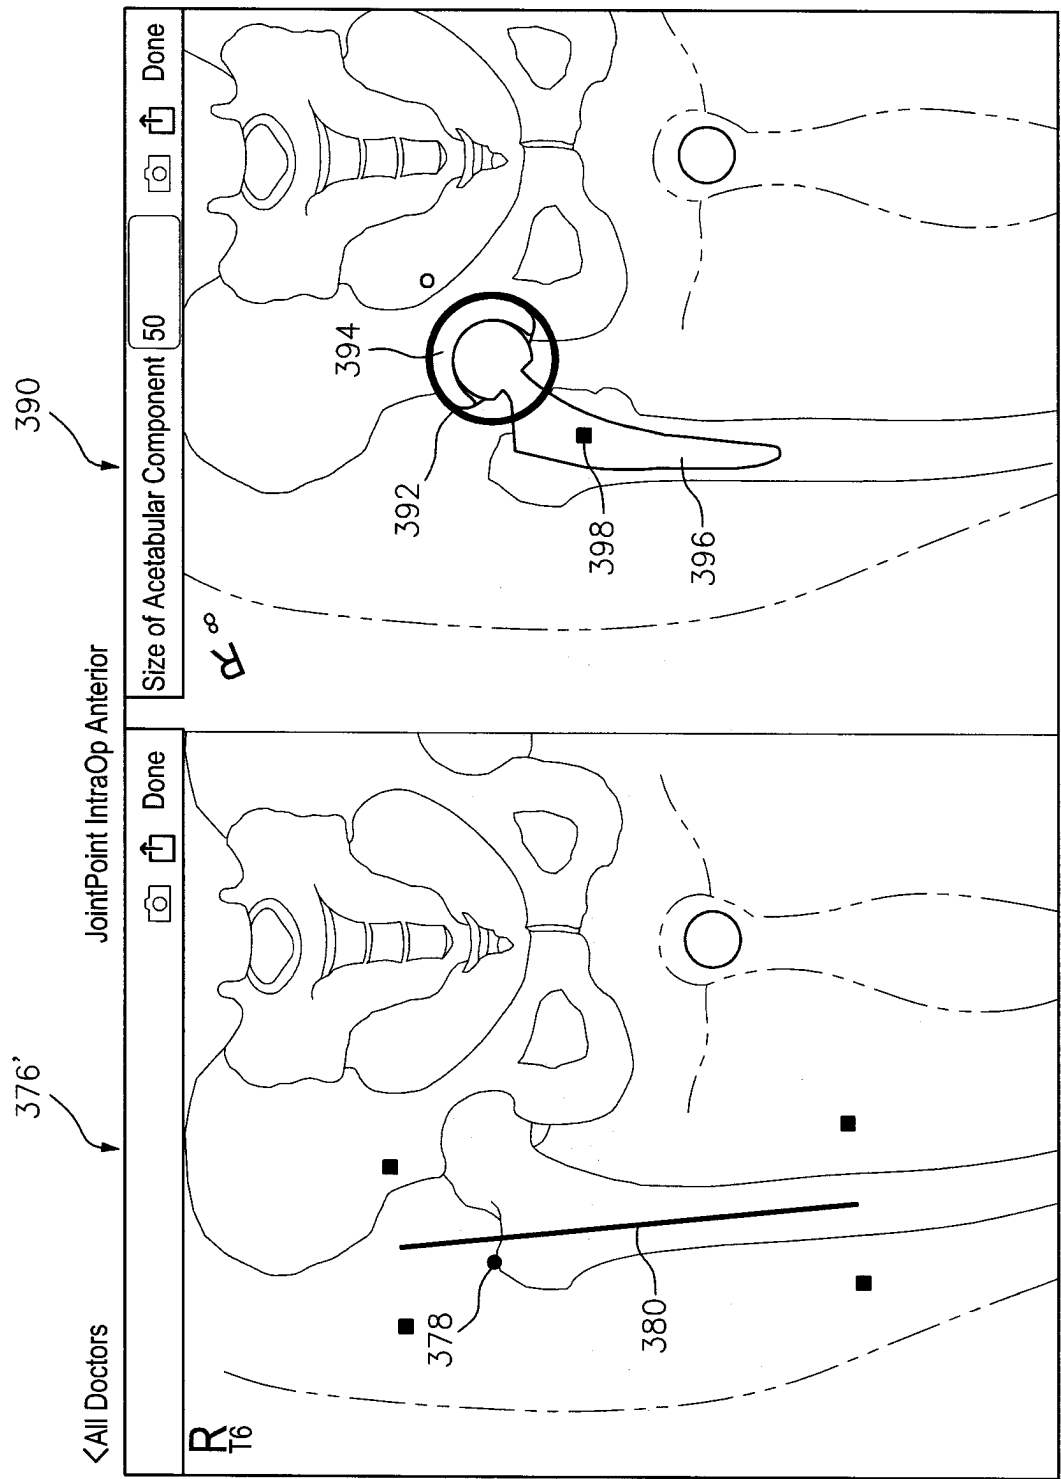 376'
390
<All Doctors
JointPoint IntraOp Anterior
Done
Size of Acetabular Component 50
Done
R
T6
378
380
R ∞
392
394
398
396